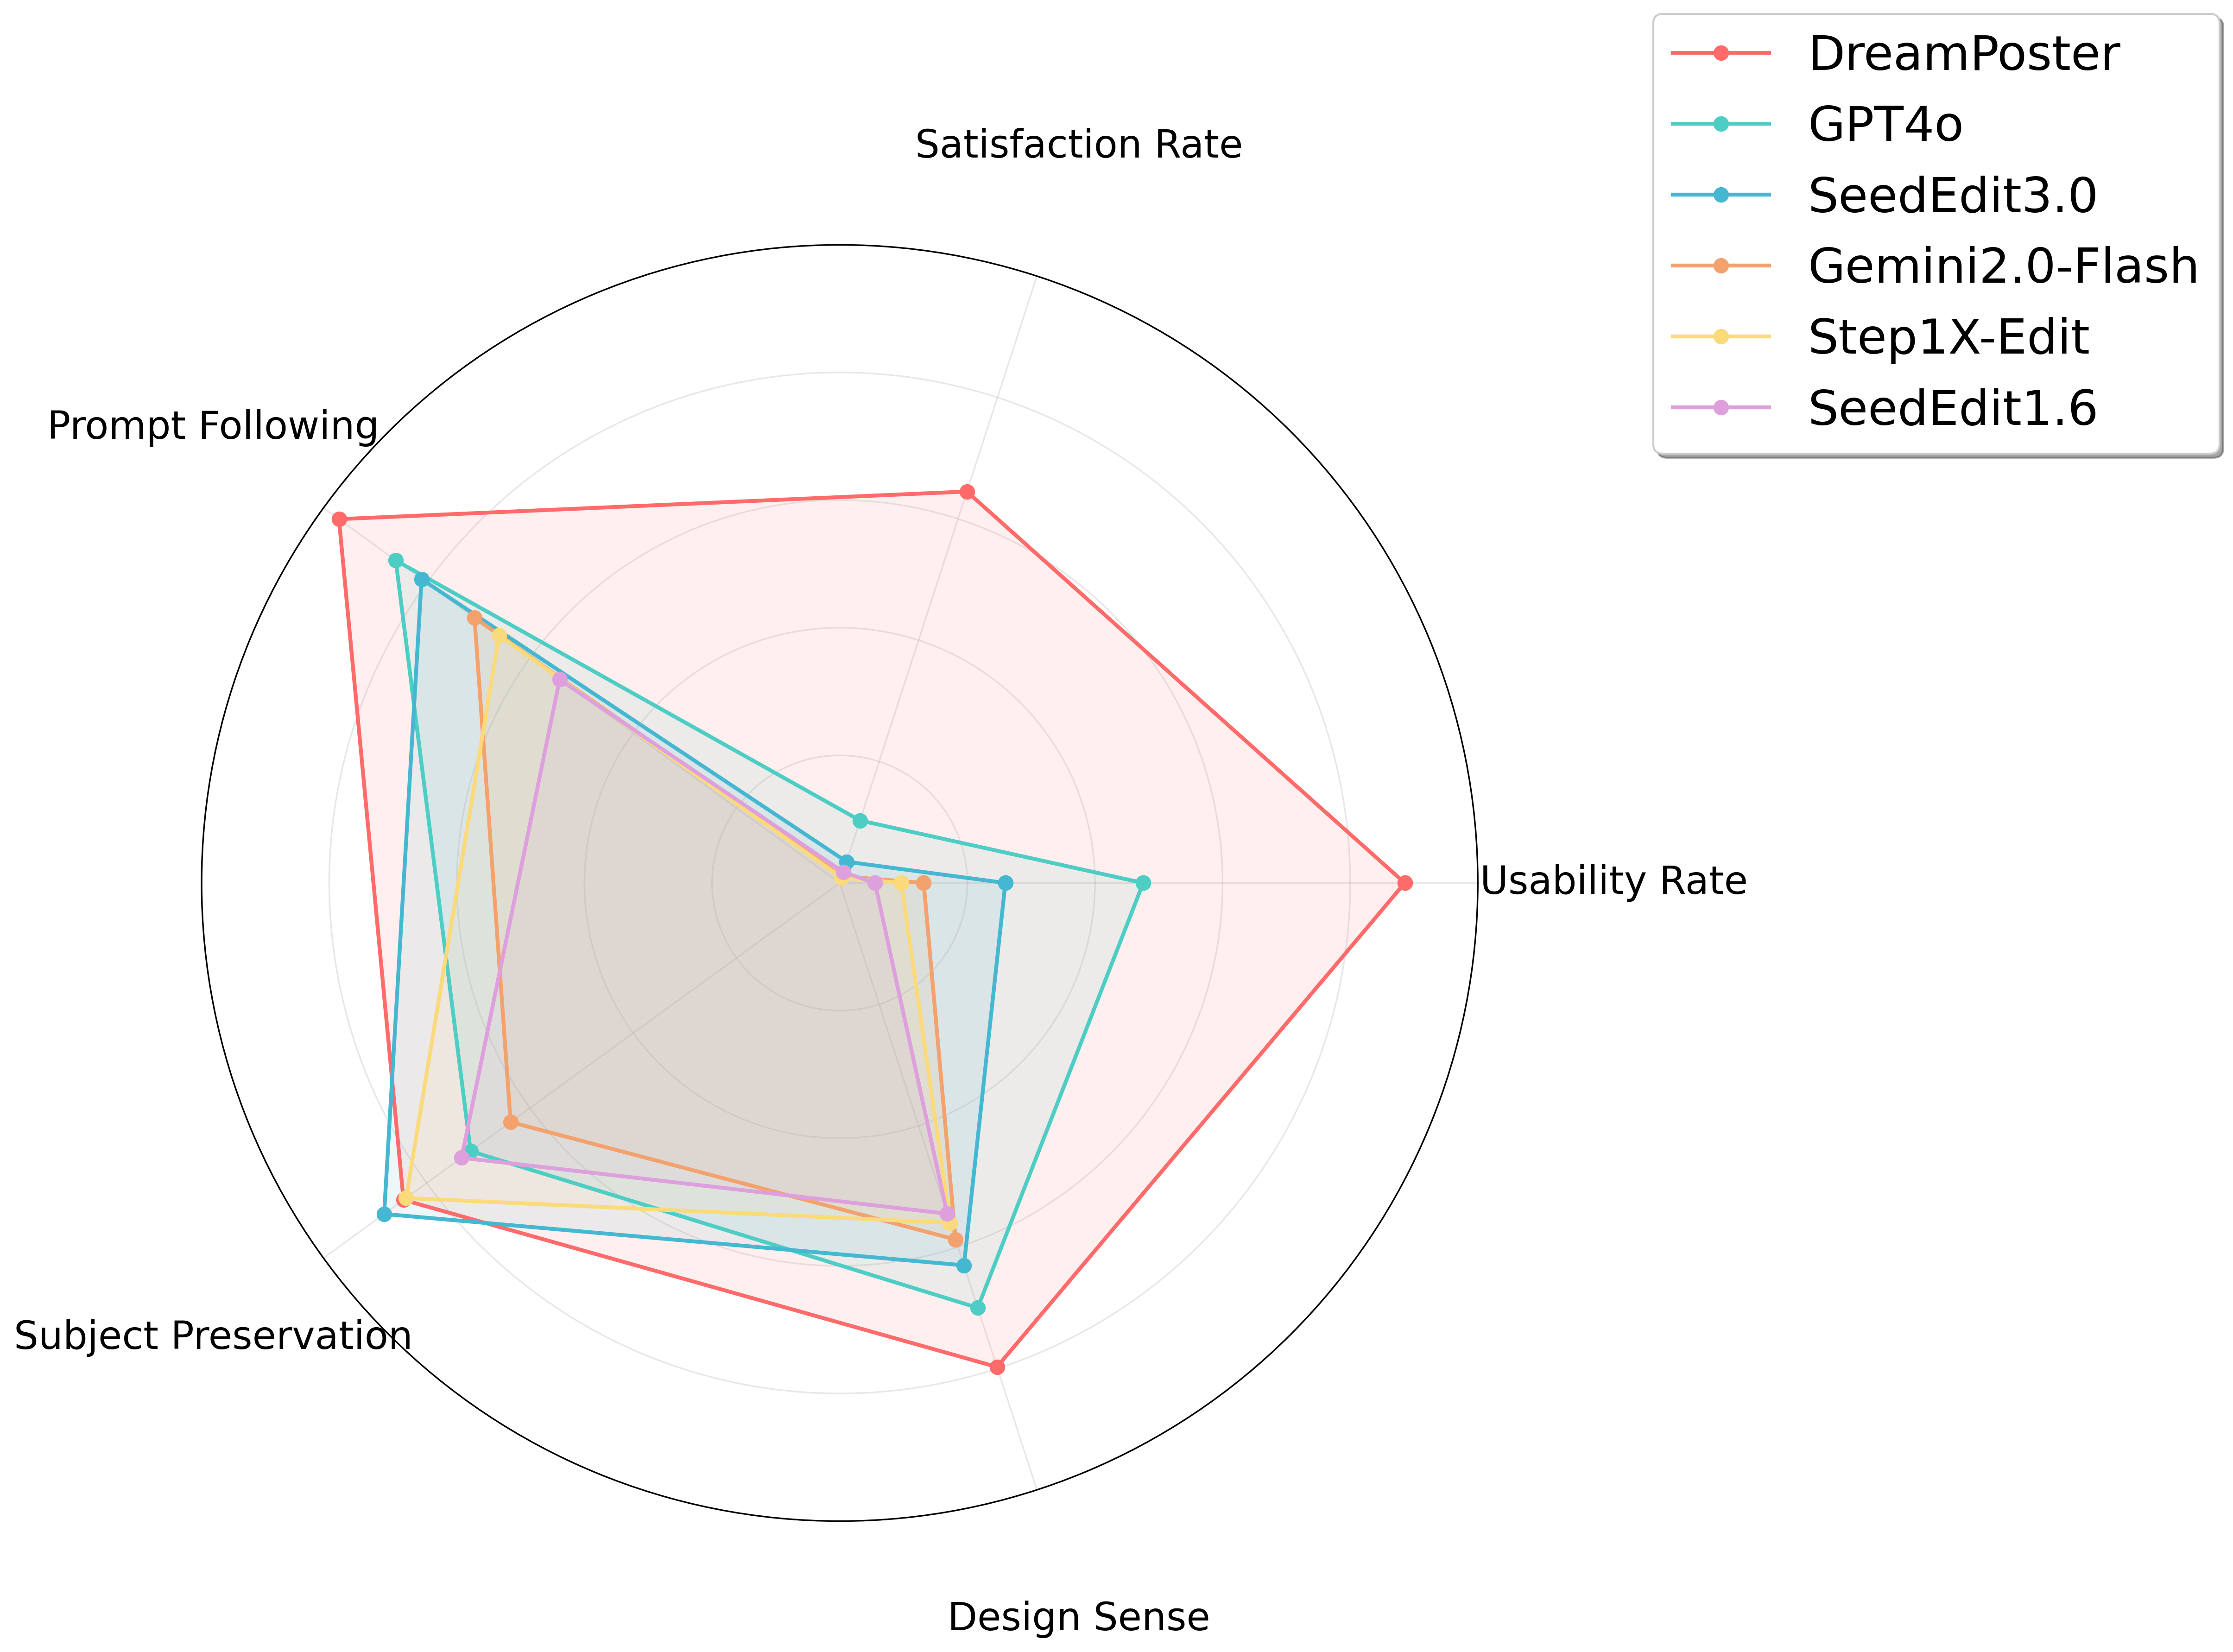 DreamPoster
GPT4o
SeedEdit3.0
Gemini2.0-Flash
Step1X-Edit
SeedEdit1.6
Satisfaction Rate
Prompt Following
Usability Rate
Subject Preservation
Design Sense